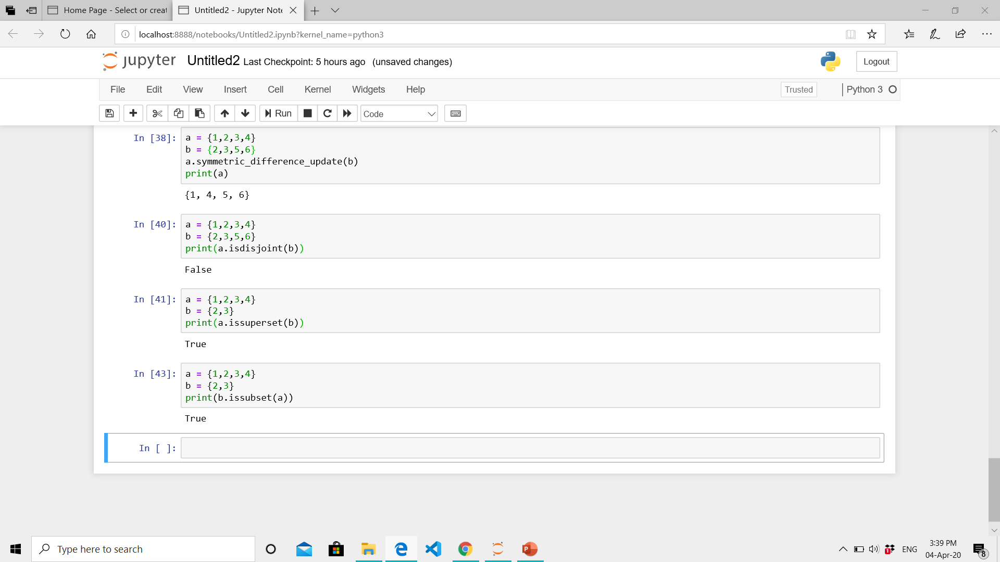 Home Page - Select or creat
Untitled2 - Jupyter Note
localhost:8888/notebooks/Untitled2.ipynb?kernel_name=python3
jupyter Untitled2 Last Checkpoint: 5 hours ago (unsaved changes)
Logout
File Edit View Insert Cell Kernel Widgets Help
Trusted
Python 3
Run
Code
In [38]:
a = {1,2,3,4}
b = {2,3,5,6}
a.symmetric_difference_update(b)
print(a)
{1, 4, 5, 6}
In [40]:
a = {1,2,3,4}
b = {2,3,5,6}
print(a.isdisjoint(b))
False
In [41]:
a = {1,2,3,4}
b = {2,3}
print(a.issuperset(b))
True
In [43]:
a = {1,2,3,4}
b = {2,3}
print(b.issubset(a))
True
In [ ]:
Type here to search
P
1
ENG
3:39 PM
04-Apr-20
8